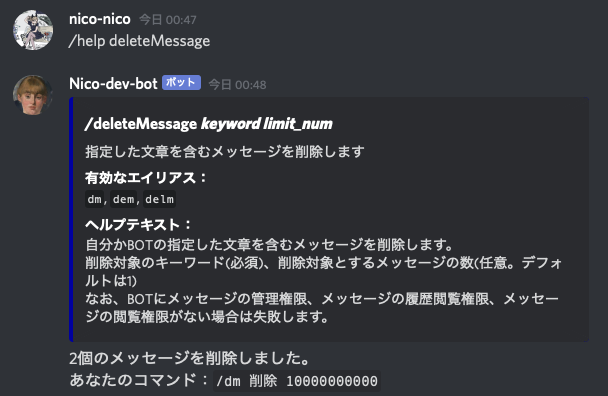 nico-nico 今日 00:47
/help deleteMessage
Nico-dev-bot ボット 今日 00:48
/deleteMessage keyword limit_num
指定した文章を含むメッセージを削除します
有効なエイリアス：
dm, dem, delm
ヘルプテキスト：
自分かBOTの指定した文章を含むメッセージを削除します。
削除対象のキーワード(必須)、削除対象とするメッセージの数(任意。デフォ
ルトは1)
なお、BOTにメッセージの管理権限、メッセージの履歴閲覧権限、メッセー
ジの閲覧権限がない場合は失敗します。
2個のメッセージを削除しました。
あなたのコマンド：/dm 削除 10000000000